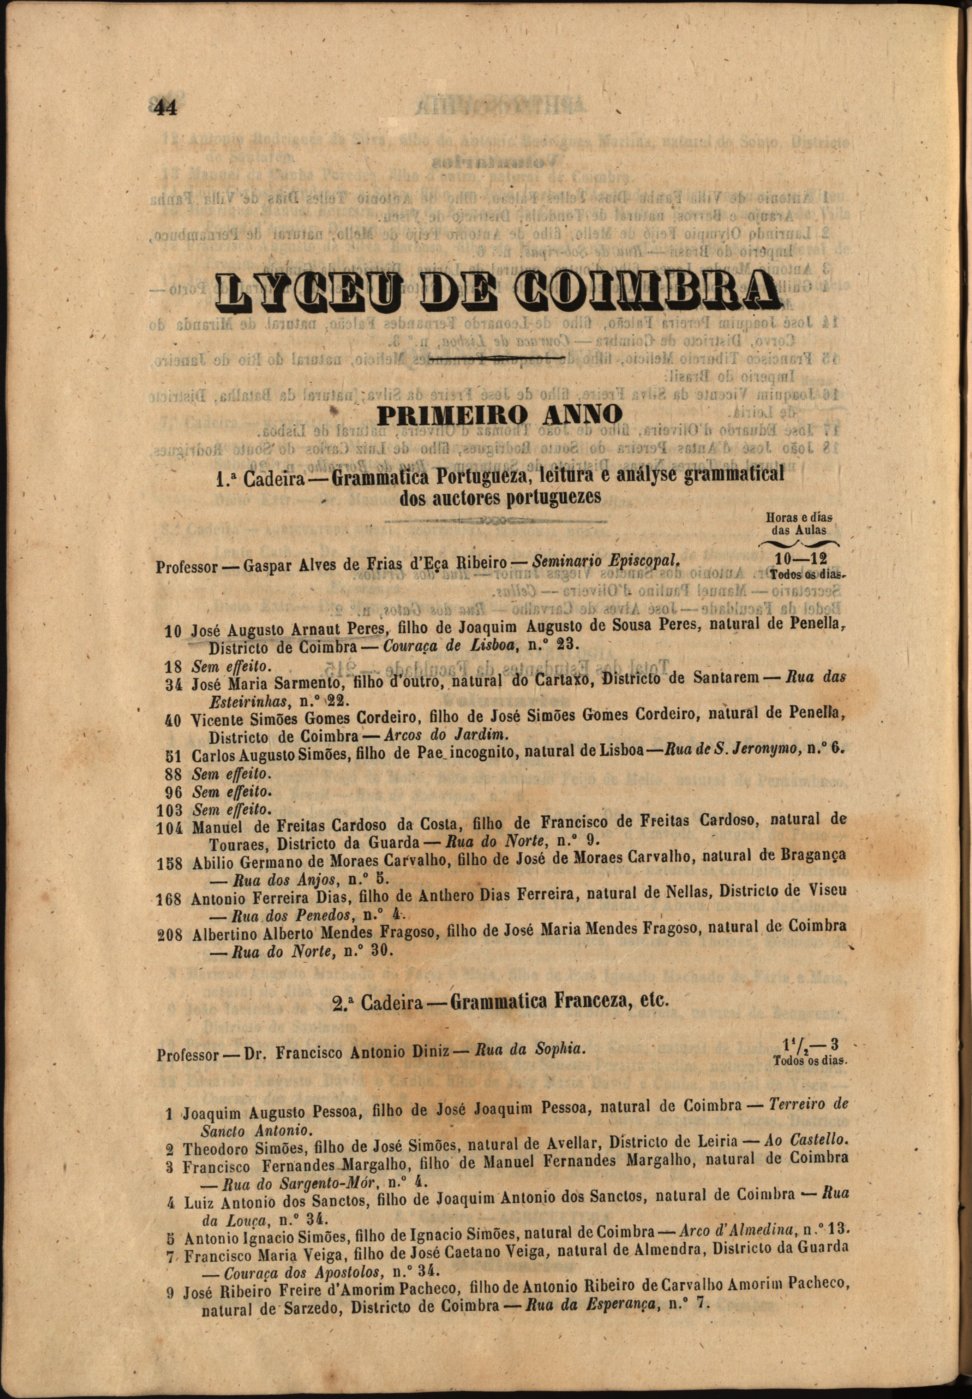 44
LYCEU DE COIMBRA
PRIMEIRO ANNO
1.ª Cadeira — Grammatica Portugueza, leitura e anályse grammatical
dos auctores portuguezes
Horas e dias
das Aulas
Professor — Gaspar Alves de Frias d'Eça Ribeiro — Seminario Episcopal.
10—12
Todos os dias.
10 José Augusto Arnaut Peres, filho de Joaquim Augusto de Sousa Peres, natural de Penella,
Districto de Coimbra — Couraça de Lisboa, n.º 23.
18 Sem effeito.
34 José Maria Sarmento, filho d'outro, natural do Cartaxo, Districto de Santarem — Rua das
Esteirinhas, n.º 22.
40 Vicente Simões Gomes Cordeiro, filho de José Simões Gomes Cordeiro, natural de Penella,
Districto de Coimbra — Arcos do Jardim.
51 Carlos Augusto Simões, filho de Pae incognito, natural de Lisboa — Rua de S. Jeronymo, n.º 6.
88 Sem effeito.
96 Sem effeito.
103 Sem effeito.
104 Manuel de Freitas Cardoso da Costa, filho de Francisco de Freitas Cardoso, natural de
Touraes, Districto da Guarda — Rua do Norte, n.º 9.
158 Abilio Germano de Moraes Carvalho, filho de José de Moraes Carvalho, natural de Bragança
— Rua dos Anjos, n.º 5.
168 Antonio Ferreira Dias, filho de Anthero Dias Ferreira, natural de Nellas, Districto de Viseu
— Rua dos Penedos, n.º 4.
208 Albertino Alberto Mendes Fragoso, filho de José Maria Mendes Fragoso, natural de Coimbra
— Rua do Norte, n.º 30.
2.ª Cadeira — Grammatica Franceza, etc.
Professor — Dr. Francisco Antonio Diniz — Rua da Sophia.
1 1/2 — 3
Todos os dias.
1 Joaquim Augusto Pessoa, filho de José Joaquim Pessoa, natural de Coimbra — Terreiro de
Sancto Antonio.
2 Theodoro Simões, filho de José Simões, natural de Avellar, Districto de Leiria — Ao Castello.
3 Francisco Fernandes Margalho, filho de Manuel Fernandes Margalho, natural de Coimbra
— Rua do Sargento-Mór, n.º 4.
4 Luiz Antonio dos Sanctos, filho de Joaquim Antonio dos Sanctos, natural de Coimbra — Rua
da Louça, n.º 34.
5 Antonio Ignacio Simões, filho de Ignacio Simões, natural de Coimbra — Arco d'Almedina, n.º 13.
7 Francisco Maria Veiga, filho de José Caetano Veiga, natural de Almendra, Districto da Guarda
— Couraça dos Apostolos, n.º 34.
9 José Ribeiro Freire d'Amorim Pacheco, filho de Antonio Ribeiro de Carvalho Amorim Pacheco,
natural de Sarzedo, Districto de Coimbra — Rua da Esperança, n.º 7.